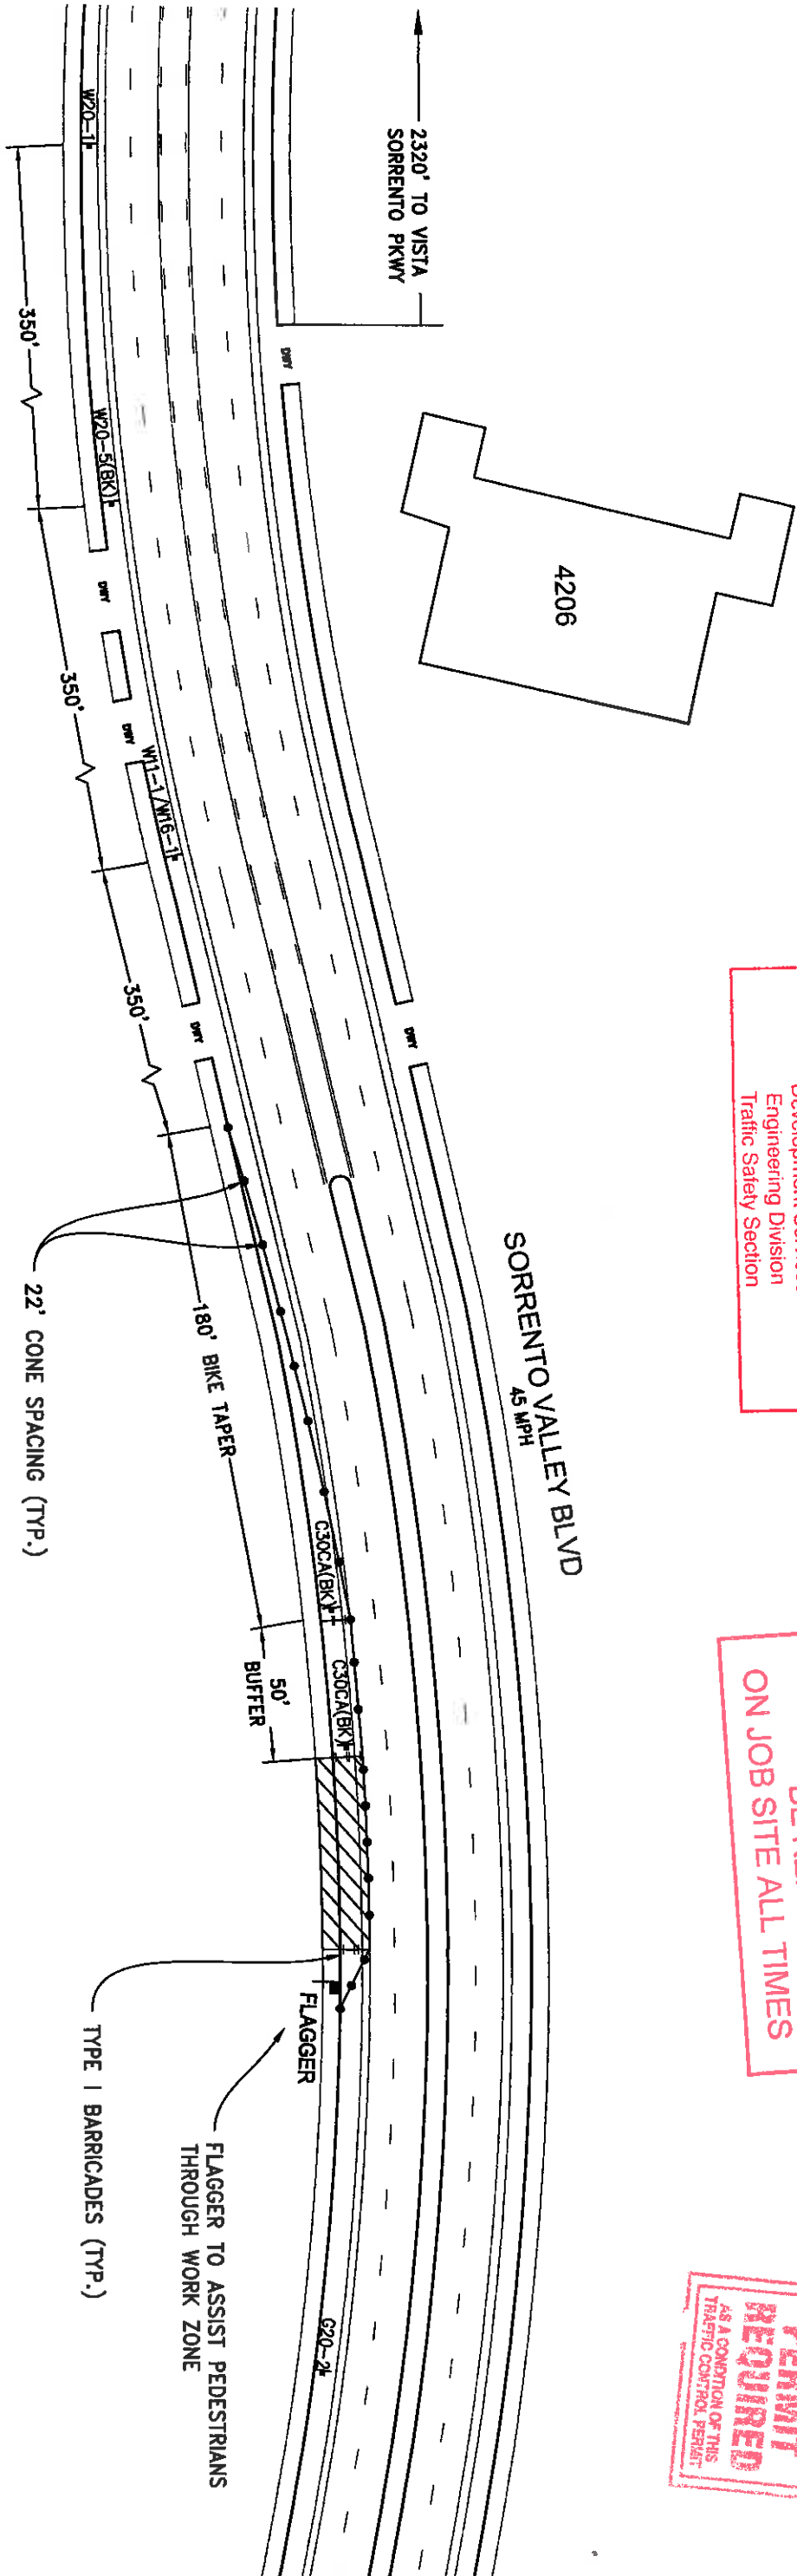 2320' TO VISTA
SORRENTO PKWY
W20-1
350'
W20-5(BK)
DWY
4206
DWY
350'
DWY
W11-1/W16-1
350'
DWY
DWY
Engineering Division
Traffic Safety Section
SORRENTO VALLEY BLVD
45 MPH
22' CONE SPACING (TYP.)
180' BIKE TAPER
C30CA(BK)
50'
BUFFER
C30CA(BK)
ON JOB SITE ALL TIMES
FLAGGER
TYPE I BARRICADES (TYP.)
FLAGGER TO ASSIST PEDESTRIANS
THROUGH WORK ZONE
G20-2
PERMIT
REQUIRED
AS A CONDITION OF THIS
TRAFFIC CONTROL PERMIT